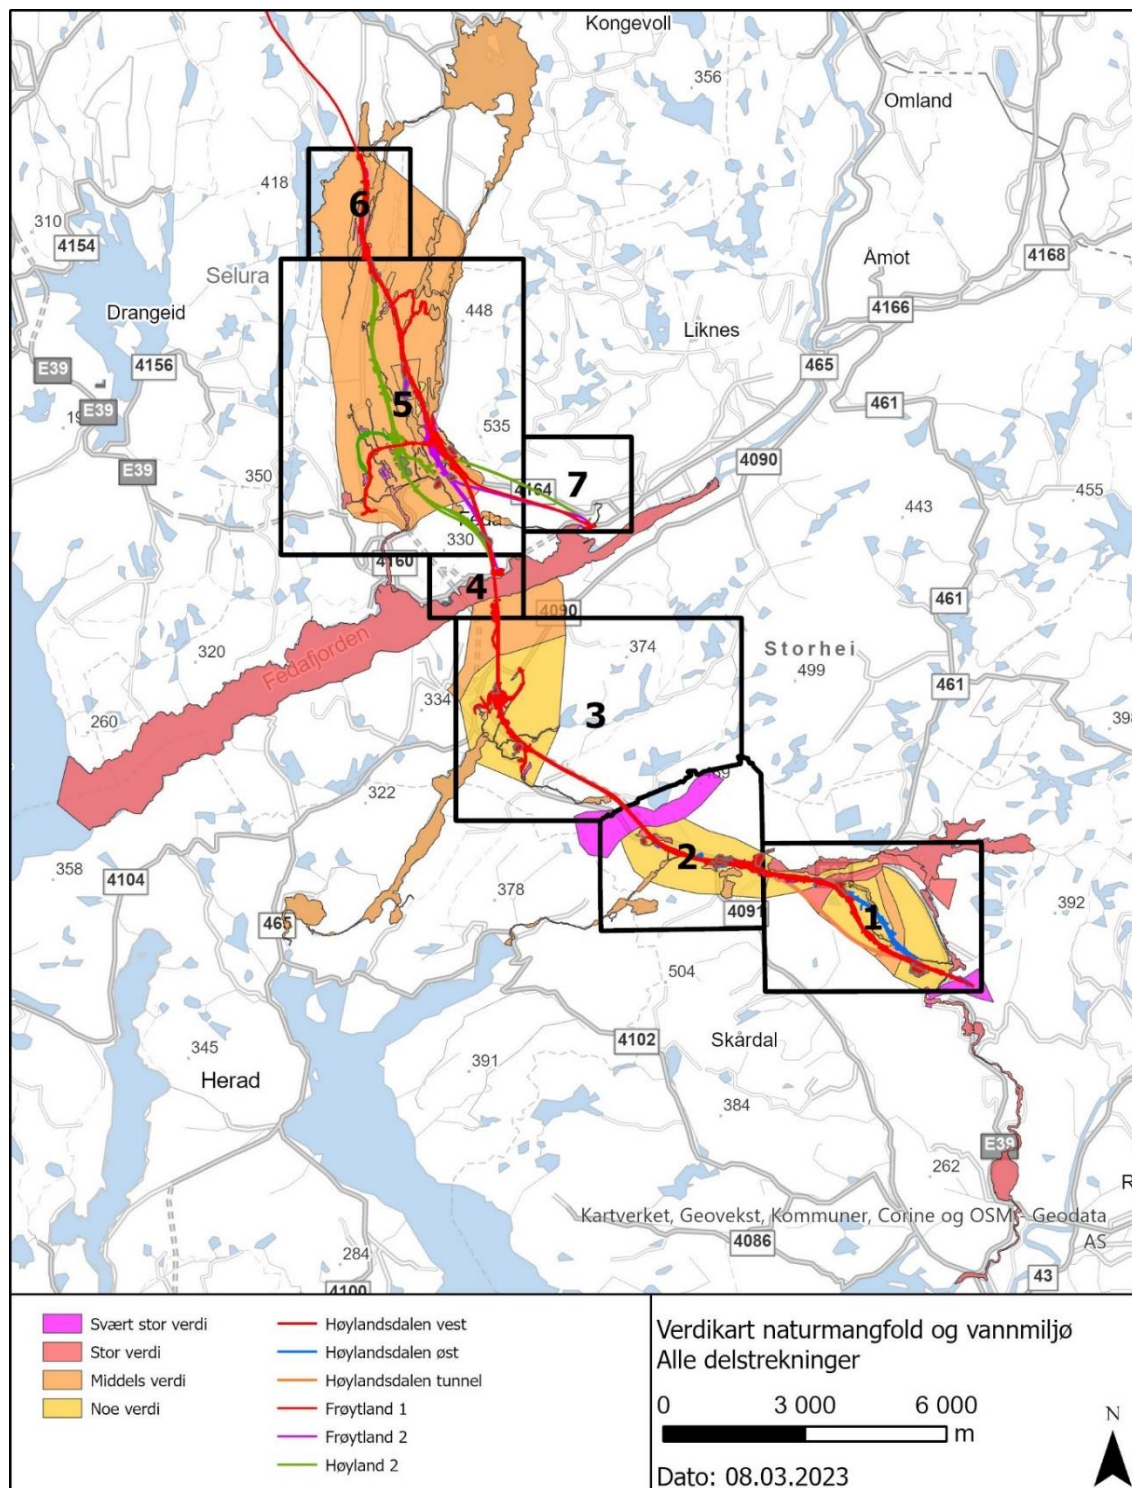 Kongevoll
356
Omland
418
6
310
4154
Åmot
4168
Selura
Drangeid
448
4166
Liknes
4156
E39
465
461
E39
5
535
4090
E39
350
4164
7
455
443
330
4160
4
4090
461
Fedafjorden
320
374
Storhei
499
461
334
3
260
322
358
4104
378
2
4091
1
392
465
504
4102
Skårdal
345
391
Herad
384
E39
262
R
Kartverket, Geovekst, Kommuner, Corine og OSM - Geodata
AS
4086
284
4100
43
Svært stor verdi
Stor verdi
Middels verdi
Noe verdi
Høylandsdalen vest
Høylandsdalen øst
Høylandsdalen tunnel
Frøytland 1
Frøytland 2
Høyland 2
Verdikart naturmangfold og vannmiljø
Alle delstrekninger
0 3 000 6 000
m
N
Dato: 08.03.2023